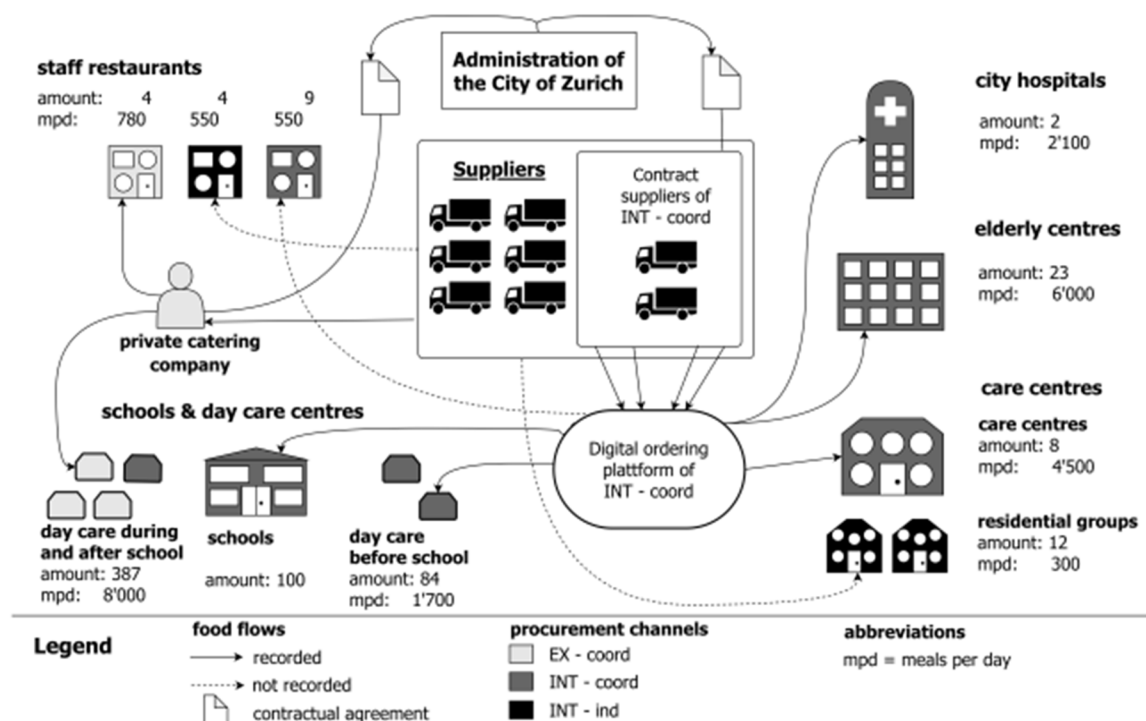 Administration of
the City of Zurich
staff restaurants
amount: 4 4 9
mpd: 780 550 550
Suppliers
Contract
suppliers of
INT - coord
city hospitals
amount: 2
mpd: 2'100
elderly centres
amount: 23
mpd: 6'000
private catering
company
care centres
care centres
amount: 8
mpd: 4'500
schools & day care centres
Digital ordering
plattform of
INT - coord
residential groups
amount: 12
mpd: 300
day care during
and after school
amount: 387
mpd: 8'000
schools
amount: 100
day care
before school
amount: 84
mpd: 1'700
Legend
food flows
recorded
not recorded
contractual agreement
procurement channels
EX - coord
INT - coord
INT - ind
abbreviations
mpd = meals per day